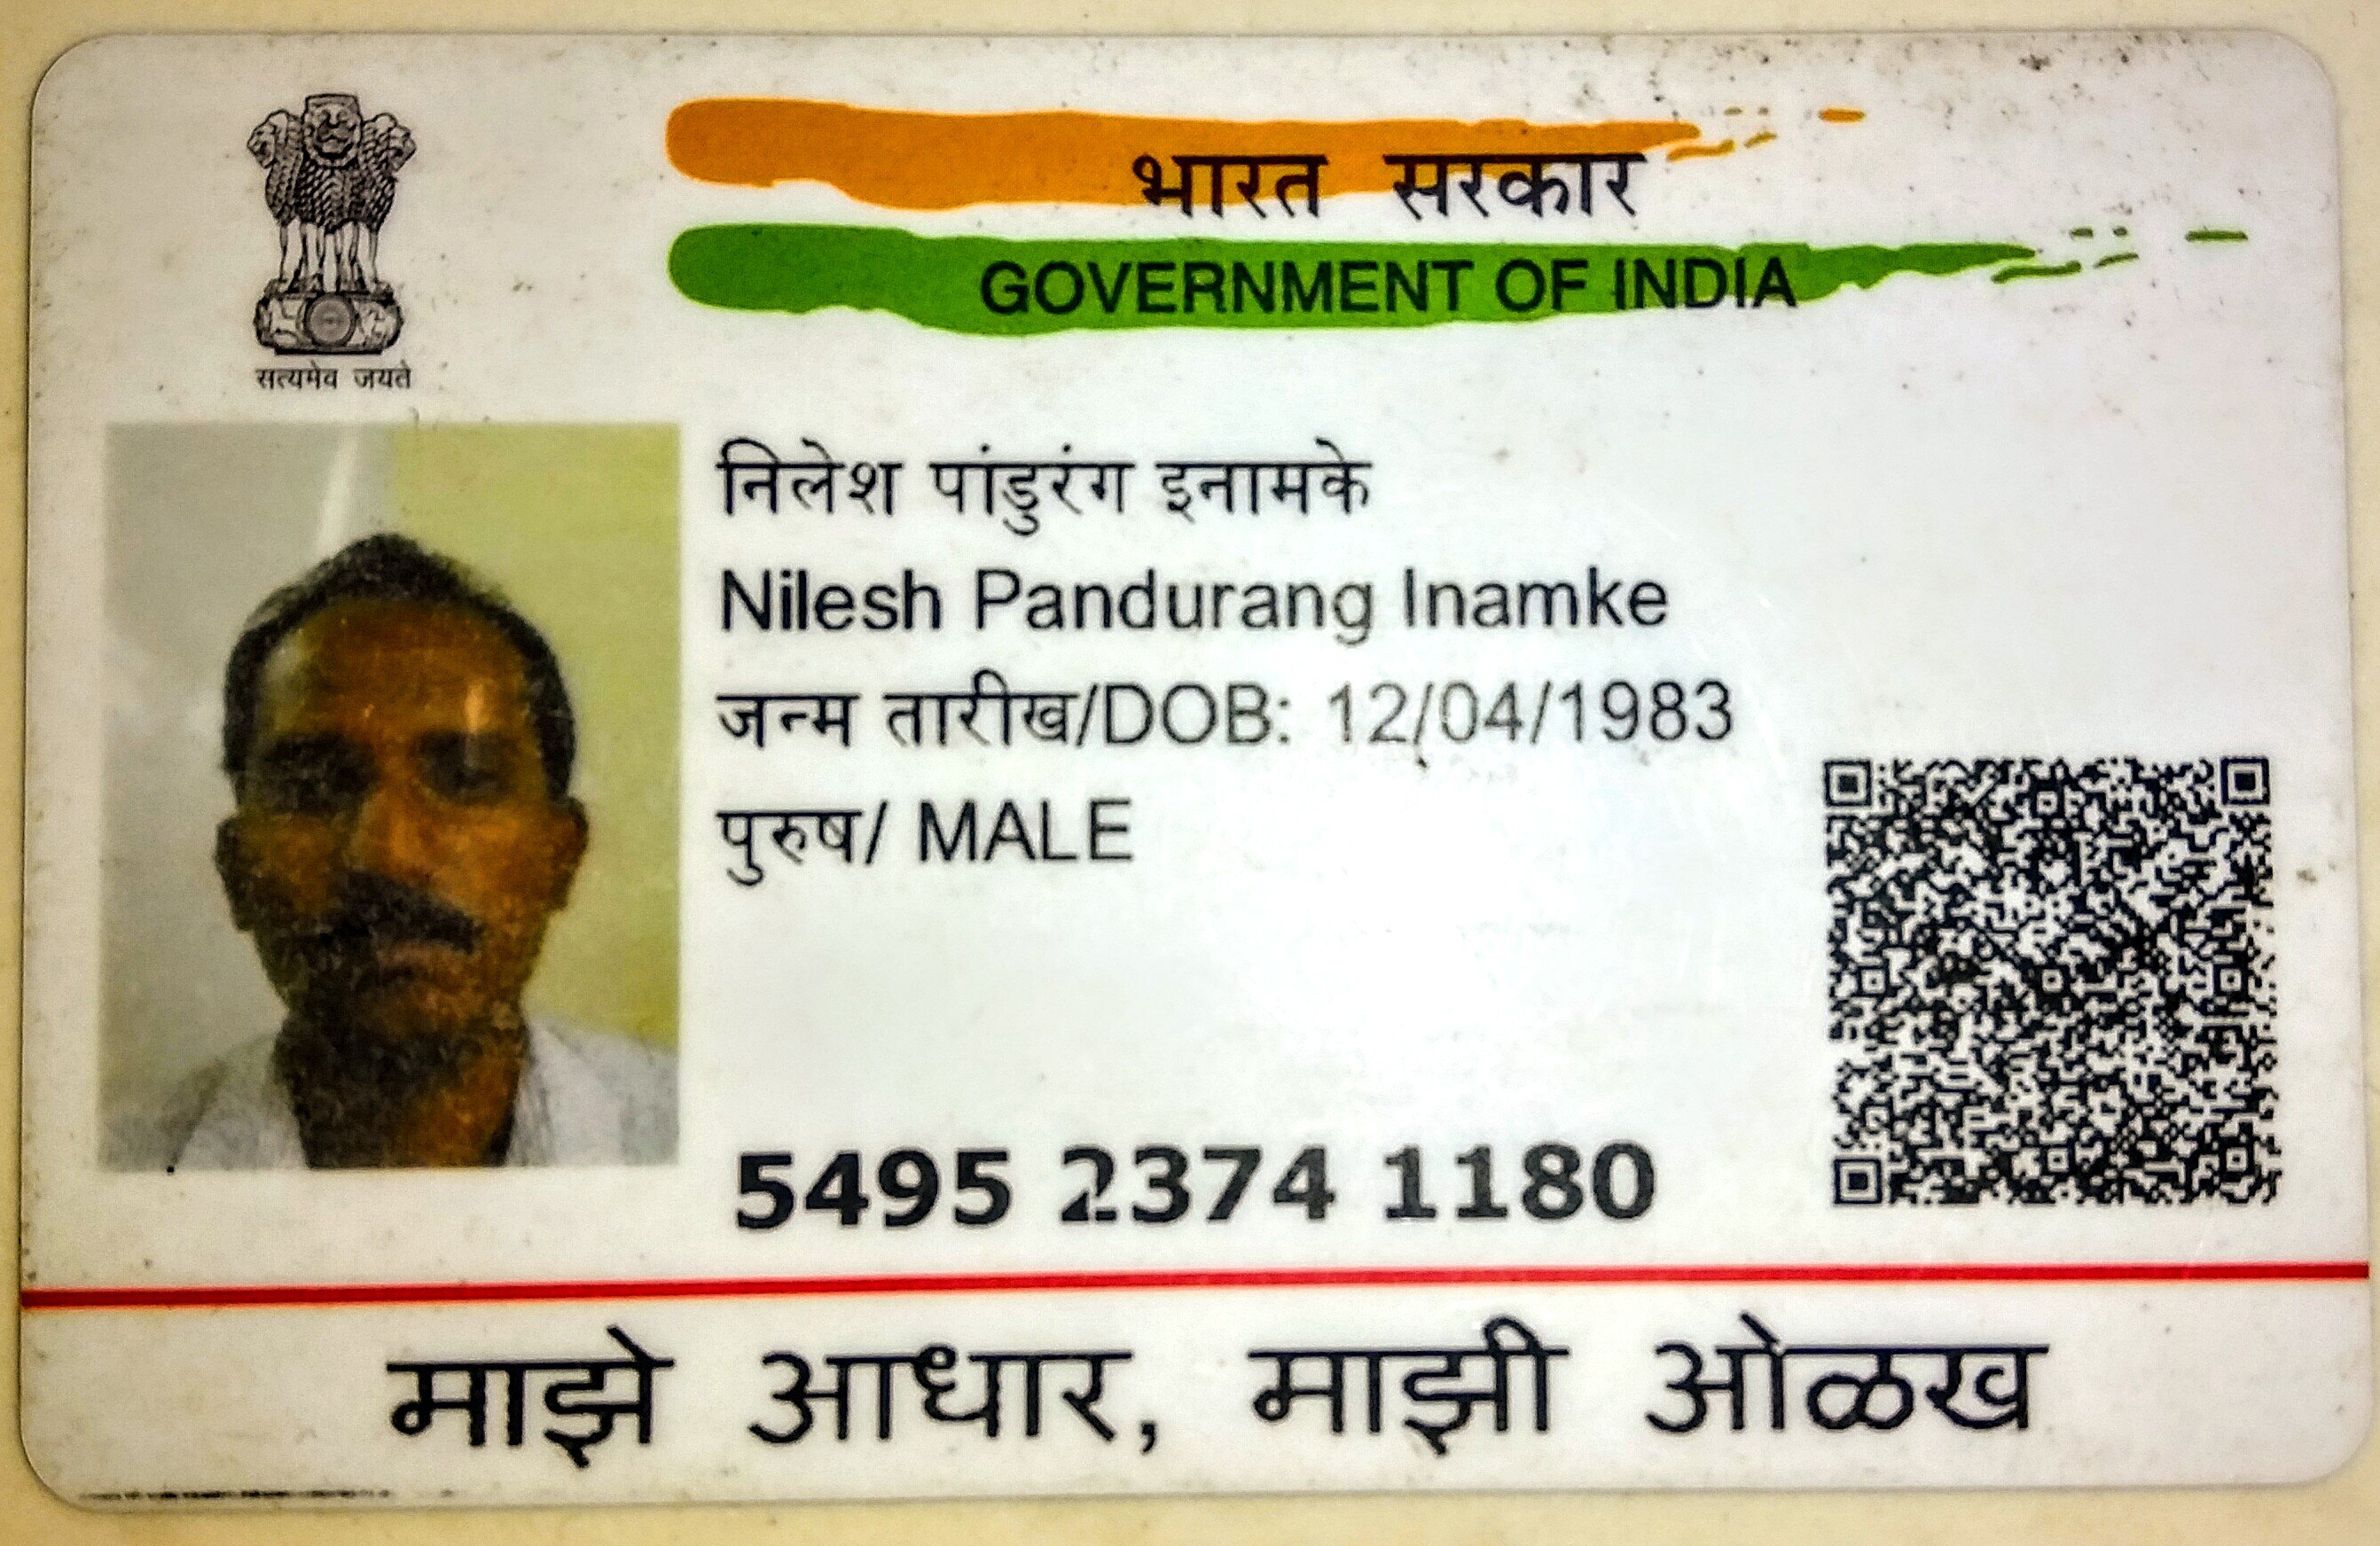 भारत सरकार
GOVERNMENT OF INDIA
सत्यमेव जयते
निलेश पांडुरंग इनामके
Nilesh Pandurang Inamke
जन्म तारीख/DOB: 12/04/1983
पुरुष/ MALE
5495 2374 1180
माझे आधार, माझी ओळख